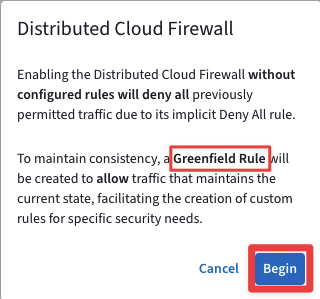 Distributed Cloud Firewall
Enabling the Distributed Cloud Firewall without
configured rules will deny all previously
permitted traffic due to its implicit Deny All rule.
To maintain consistency, a Greenfield Rule will
be created to allow traffic that maintains the
current state, facilitating the creation of custom
rules for specific security needs.
Cancel Begin